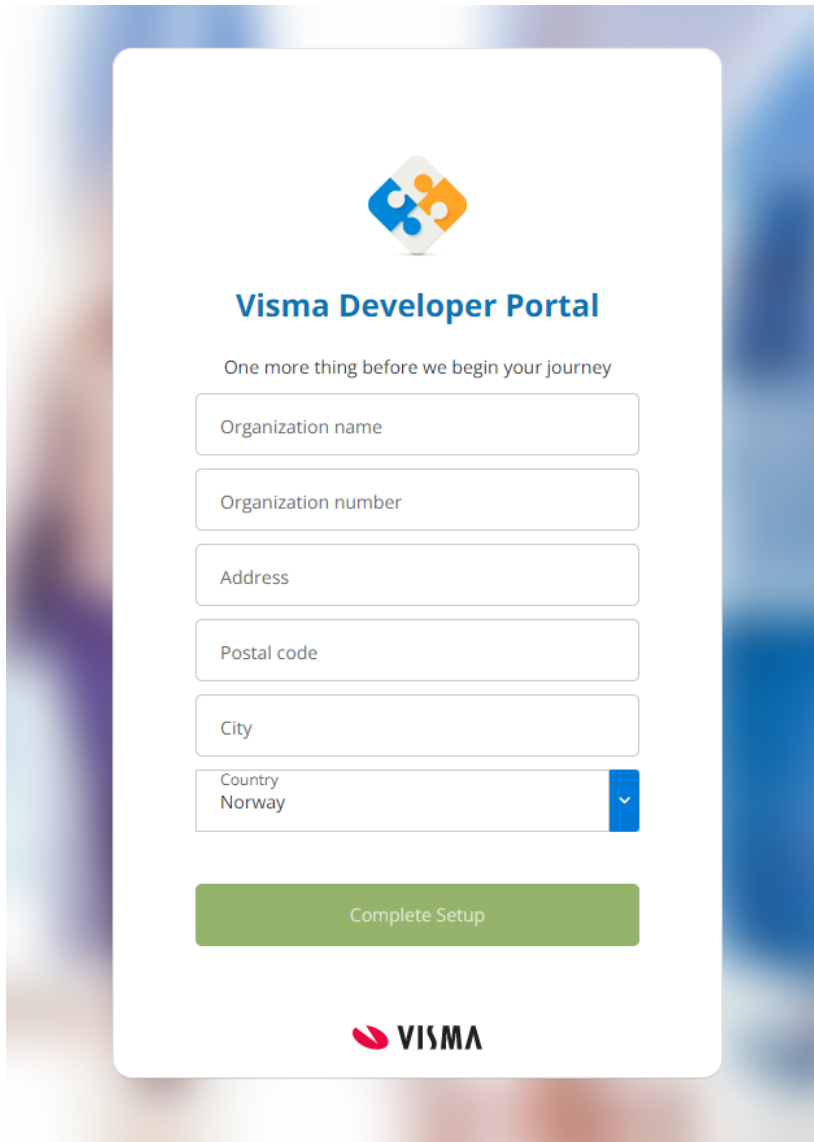 Visma Developer Portal
One more thing before we begin your journey
Organization name
Organization number
Address
Postal code
City
Country
Norway
Complete Setup
VISMA